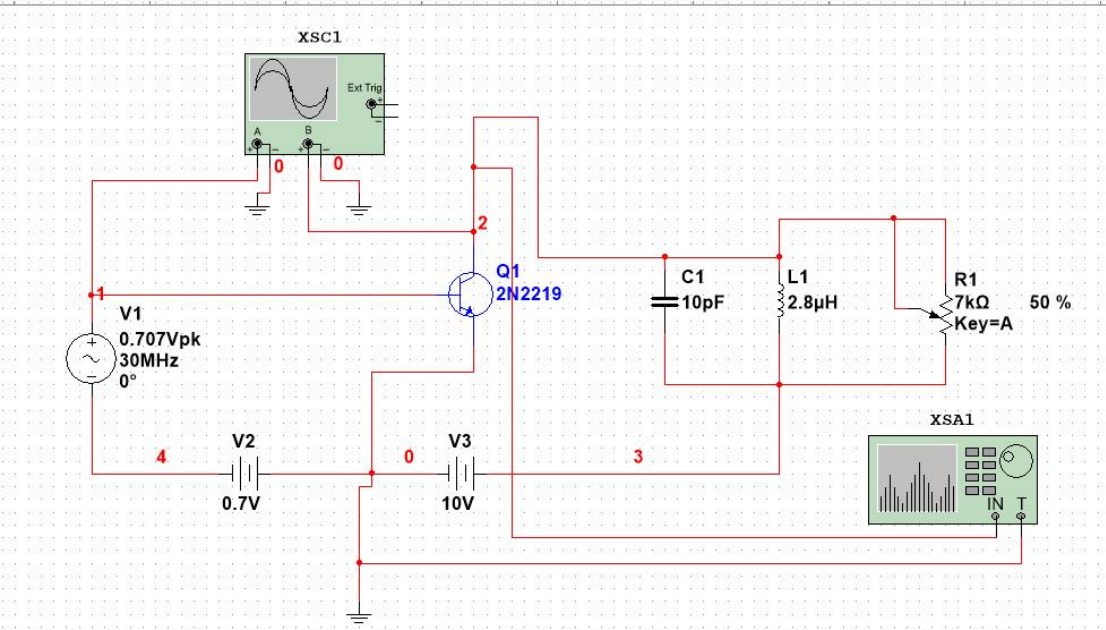 XSC1
Ext Trig
+
−
A
B
+
−
+
−
0
0
2
Q1
2N2219
1
V1
+
0.707Vpk
30MHz
0°
−
C1
10pF
L1
2.8µH
R1
7kΩ
50 %
Key=A
XSA1
IN
T
4
V2
0.7V
0
V3
10V
3